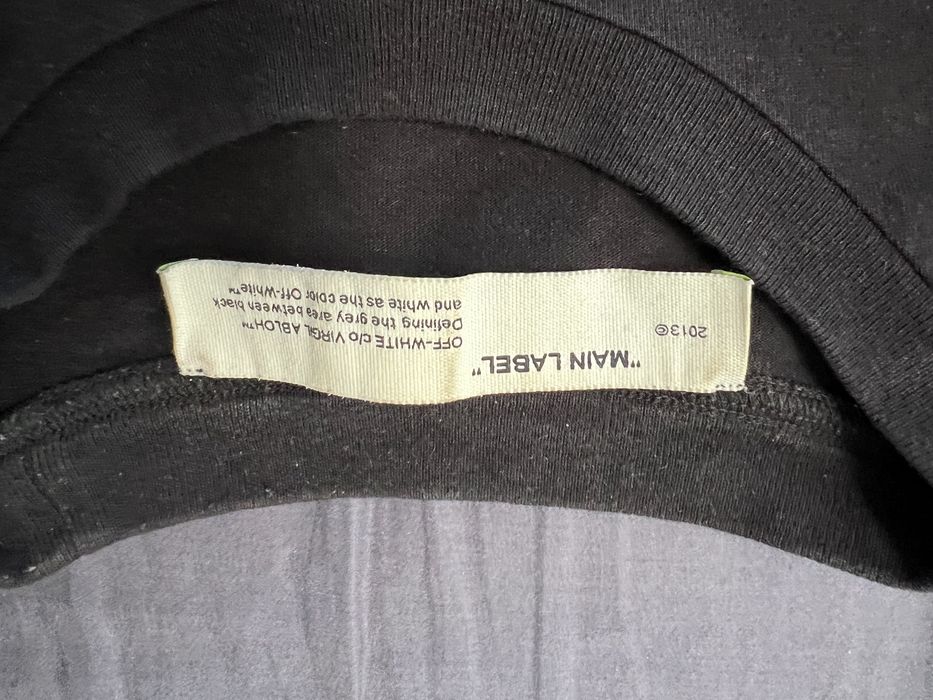 "MAIN LABEL"
2013©
OFF-WHITE c/o VIRGIL ABLOH™
Defining the grey area between black
and white as the color Off-White™